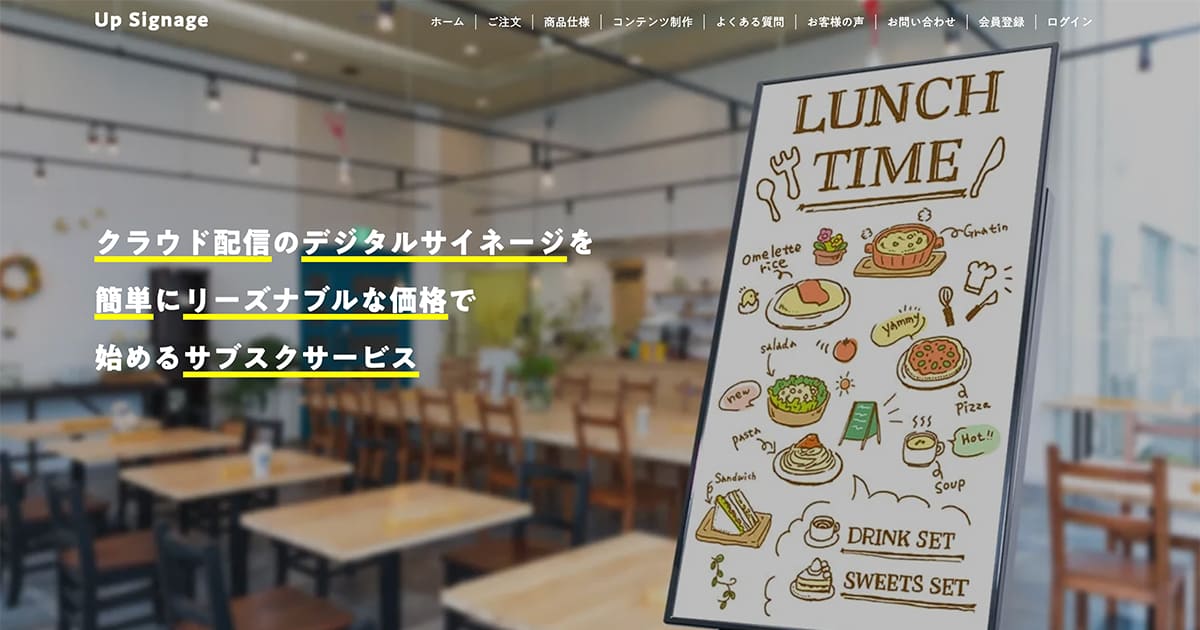 Up Signage
ホーム
ご注文
商品仕様
コンテンツ制作
よくある質問
お客様の声
お問い合わせ
会員登録
ログイン
クラウド配信のデジタルサイネージを
簡単にリーズナブルな価格で
始めるサブスクサービス
LUNCH
TIME
Gratin
Omelette
rice
yammy
salada
new
Pizza
Hot!!
pasta
Soup
Sandwich
DRINK SET
SWEETS SET